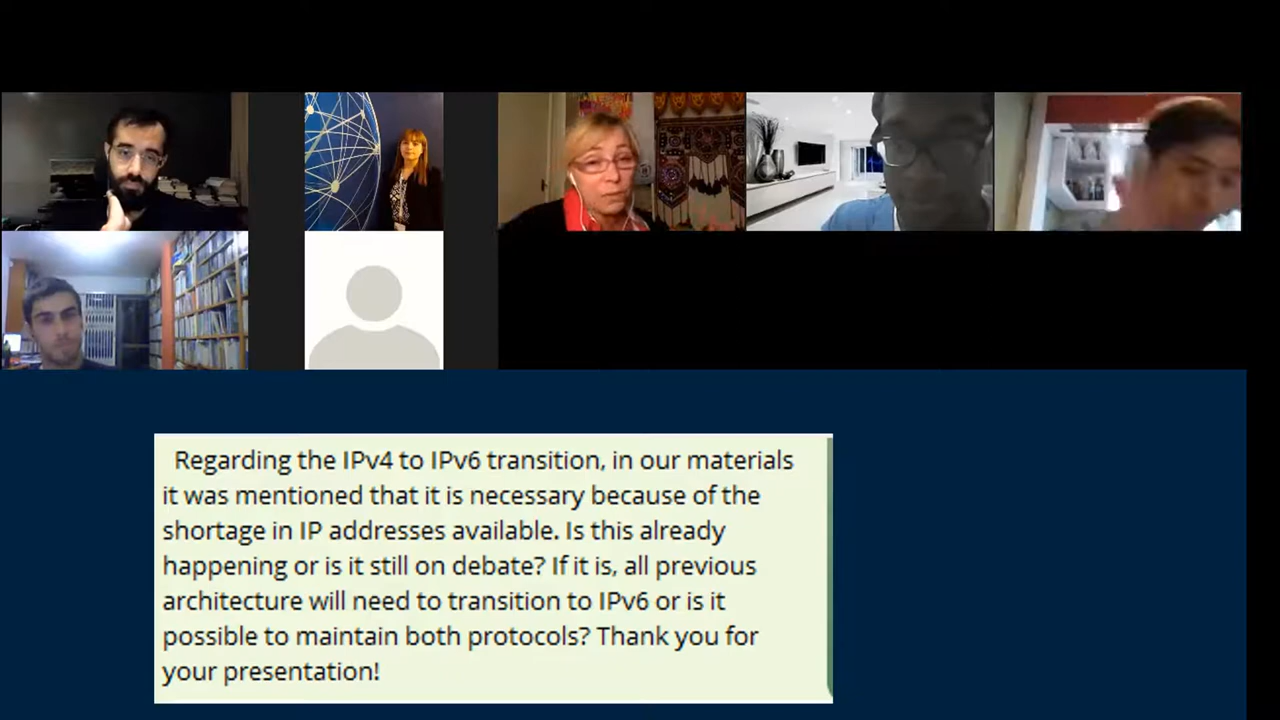 Regarding the IPv4 to IPv6 transition, in our materials
it was mentioned that it is necessary because of the
shortage in IP addresses available. Is this already
happening or is it still on debate? If it is, all previous
architecture will need to transition to IPv6 or is it
possible to maintain both protocols? Thank you for
your presentation!